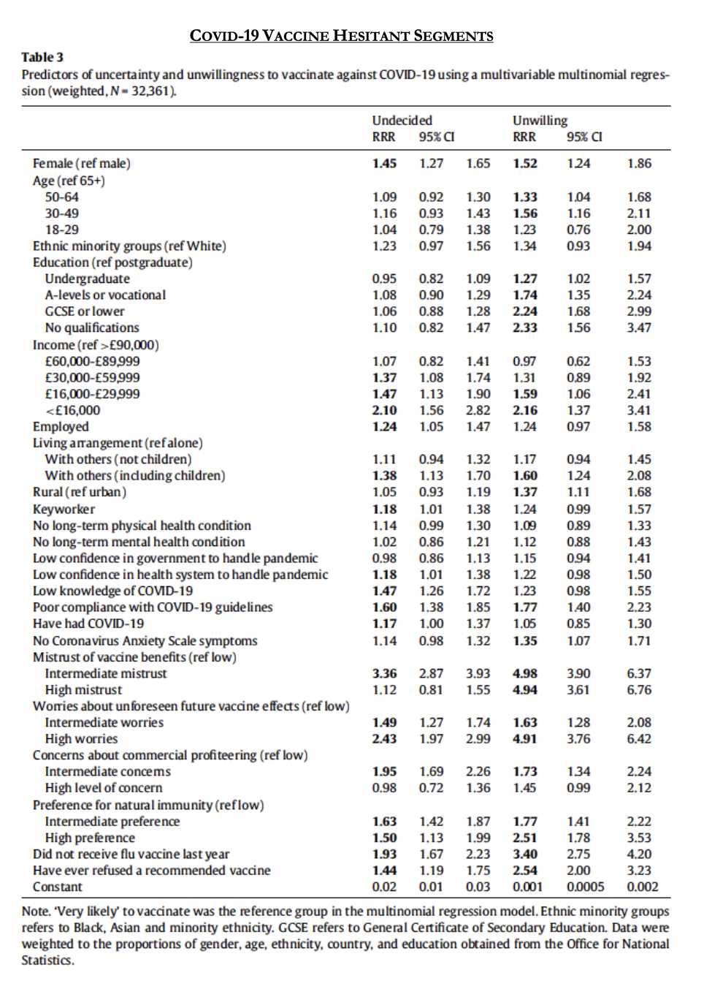 COVID-19 VACCINE HESITANT SEGMENTS
Table 3
Predictors of uncertainty and unwillingness to vaccinate against COVID-19 using a multivariable multinomial regres-
sion (weighted, N = 32,361).
Undecided Unwilling
RRR 95% CI RRR 95% CI
Female (ref male) 1.45 1.27 1.65 1.52 1.24 1.86
Age (ref 65+)
50-64 1.09 0.92 1.30 1.33 1.04 1.68
30-49 1.16 0.93 1.43 1.56 1.16 2.11
18-29 1.04 0.79 1.38 1.23 0.76 2.00
Ethnic minority groups (ref White) 1.23 0.97 1.56 1.34 0.93 1.94
Education (ref postgraduate)
Undergraduate 0.95 0.82 1.09 1.27 1.02 1.57
A-levels or vocational 1.08 0.90 1.29 1.74 1.35 2.24
GCSE or lower 1.06 0.88 1.28 2.24 1.68 2.99
No qualifications 1.10 0.82 1.47 2.33 1.56 3.47
Income (ref >£90,000)
£60,000-£89,999 1.07 0.82 1.41 0.97 0.62 1.53
£30,000-£59,999 1.37 1.08 1.74 1.31 0.89 1.92
£16,000-£29,999 1.47 1.13 1.90 1.59 1.06 2.41
<£16,000 2.10 1.56 2.82 2.16 1.37 3.41
Employed 1.24 1.05 1.47 1.24 0.97 1.58
Living arrangement (ref alone)
With others (not children) 1.11 0.94 1.32 1.17 0.94 1.45
With others (including children) 1.38 1.13 1.70 1.60 1.24 2.08
Rural (ref urban) 1.05 0.93 1.19 1.37 1.11 1.68
Keyworker 1.18 1.01 1.38 1.24 0.99 1.57
No long-term physical health condition 1.14 0.99 1.30 1.09 0.89 1.33
No long-term mental health condition 1.02 0.86 1.21 1.12 0.88 1.43
Low confidence in government to handle pandemic 0.98 0.86 1.13 1.15 0.94 1.41
Low confidence in health system to handle pandemic 1.18 1.01 1.38 1.22 0.98 1.50
Low knowledge of COVID-19 1.47 1.26 1.72 1.23 0.98 1.55
Poor compliance with COVID-19 guidelines 1.60 1.38 1.85 1.77 1.40 2.23
Have had COVID-19 1.17 1.00 1.37 1.05 0.85 1.30
No Coronavirus Anxiety Scale symptoms 1.14 0.98 1.32 1.35 1.07 1.71
Mistrust of vaccine benefits (ref low)
Intermediate mistrust 3.36 2.87 3.93 4.98 3.90 6.37
High mistrust 1.12 0.81 1.55 4.94 3.61 6.76
Worries about unforeseen future vaccine effects (ref low)
Intermediate worries 1.49 1.27 1.74 1.63 1.28 2.08
High worries 2.43 1.97 2.99 4.91 3.76 6.42
Concerns about commercial profiteering (ref low)
Intermediate concerns 1.95 1.69 2.26 1.73 1.34 2.24
High level of concern 0.98 0.72 1.36 1.45 0.99 2.12
Preference for natural immunity (ref low)
Intermediate preference 1.63 1.42 1.87 1.77 1.41 2.22
High preference 1.50 1.13 1.99 2.51 1.78 3.53
Did not receive flu vaccine last year 1.93 1.67 2.23 3.40 2.75 4.20
Have ever refused a recommended vaccine 1.44 1.19 1.75 2.54 2.00 3.23
Constant 0.02 0.01 0.03 0.001 0.0005 0.002
Note. 'Very likely' to vaccinate was the reference group in the multinomial regression model. Ethnic minority groups
refers to Black, Asian and minority ethnicity. GCSE refers to General Certificate of Secondary Education. Data were
weighted to the proportions of gender, age, ethnicity, country, and education obtained from the Office for National
Statistics.